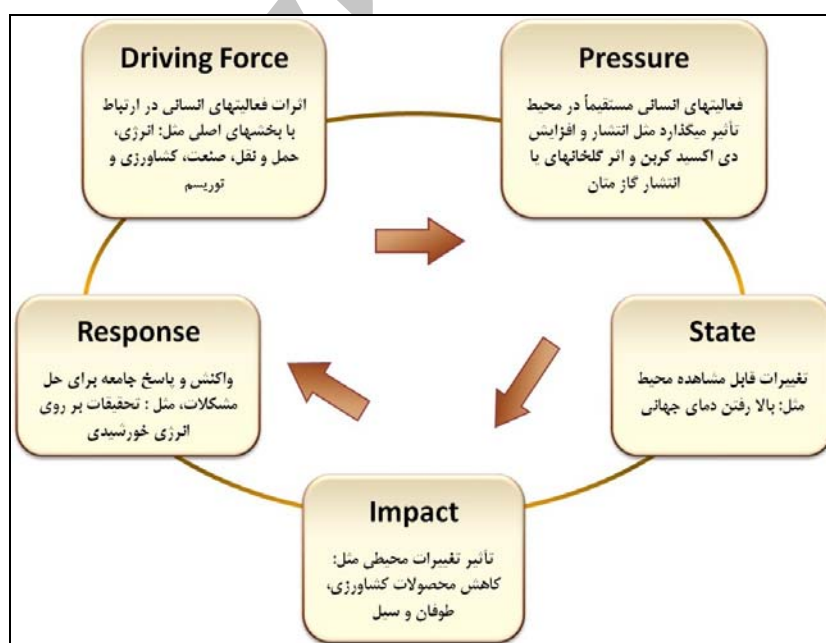 Driving Force
اثرات فعالیتهای انسانی در ارتباط
با بخشهای اصلی مثل: انرژی،
حمل و نقل، صنعت، کشاورزی و
توریسم
Pressure
فعالیتهای انسانی مستقیماً در محیط
تأثیر میگذارد مثل انتشار و افزایش
دی اکسید کربن و اثر گلخانهای یا
انتشار گاز متان
State
تغییرات قابل مشاهده محیط
مثل: بالا رفتن دمای جهانی
Impact
تأثیر تغییرات محیطی مثل:
کاهش محصولات کشاورزی،
طوفان و سیل
Response
واکنش و پاسخ جامعه برای حل
مشکلات، مثل : تحقیقات بر روی
انرژی خورشیدی